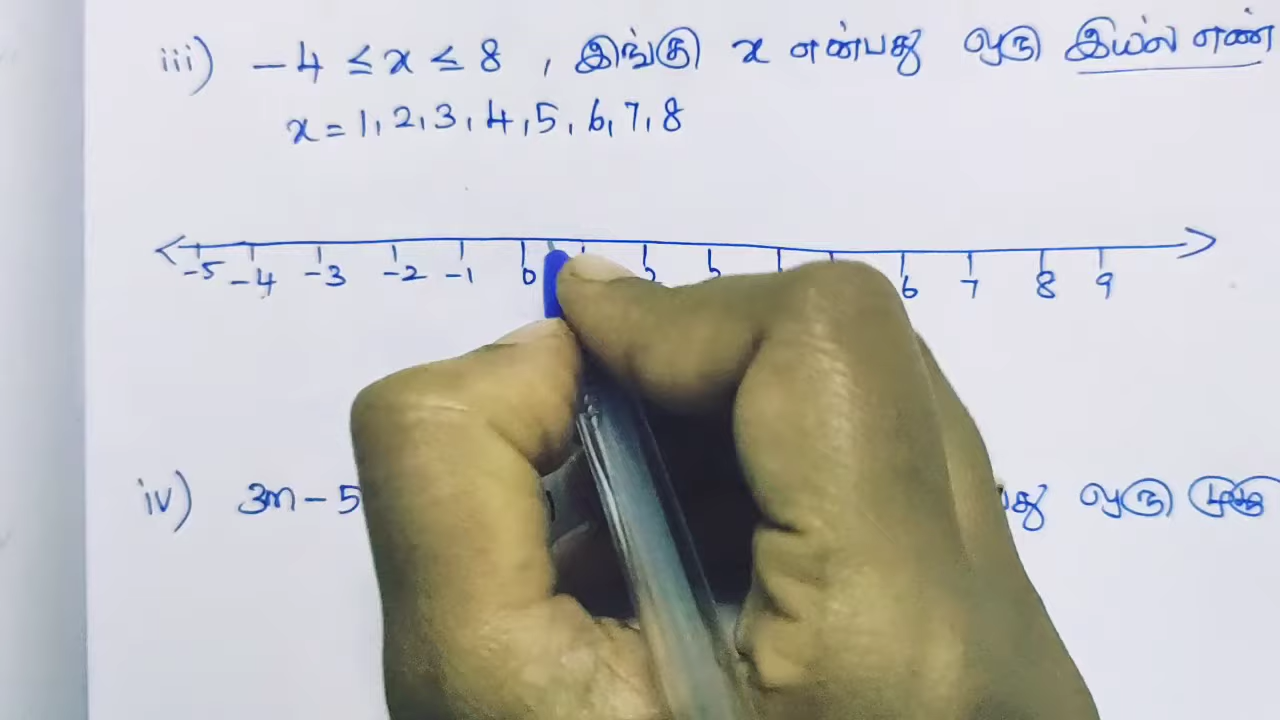 iii) -4 ≤ x ≤ 8 , இங்கு x என்பது ஒரு இயல் எண்
x = 1, 2, 3, 4, 5, 6, 7, 8
-5 -4 -3 -2 -1 0 6 7 8 9
iv) 3m - 5 ஒரு